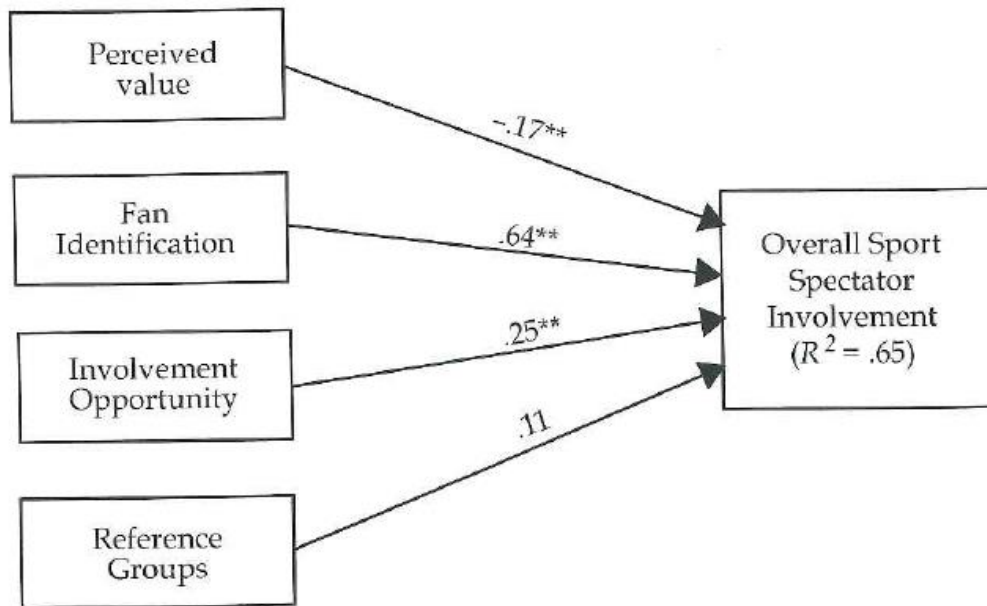 Perceived
value
-.17**
Fan
Identification
.64**
Involvement
Opportunity
.25**
Reference
Groups
.11
Overall Sport
Spectator
Involvement
(R² = .65)